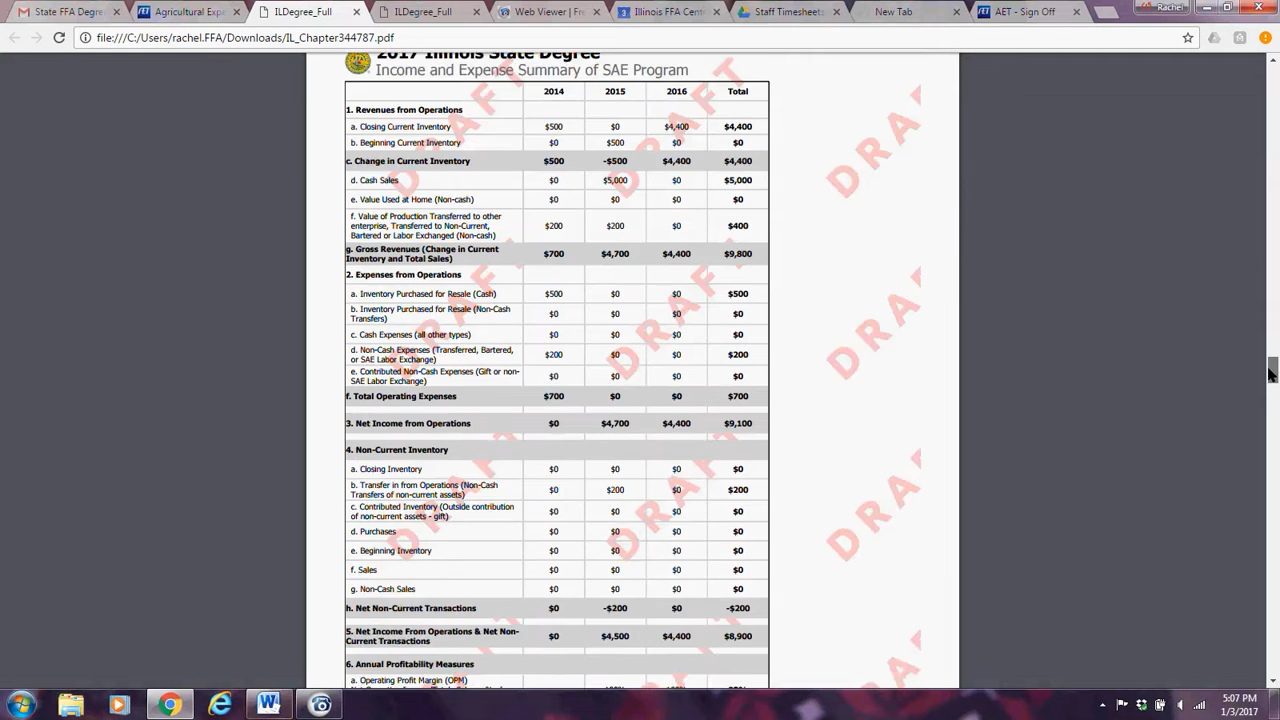 State FFA Degre
Agricultural Expe
ILDegree_Full
ILDegree_Full
Web Viewer | Fre
Illinois FFA Cent
Staff Timesheets
New Tab
AET - Sign Off
Rachel
file:///C:/Users/rachel.FFA/Downloads/IL_Chapter344787.pdf
2017 Illinois State Degree
Income and Expense Summary of SAE Program
2014 2015 2016 Total
1. Revenues from Operations
a. Closing Current Inventory $500 $0 $4,400 $4,400
b. Beginning Current Inventory $0 $500 $0 $0
c. Change in Current Inventory $500 -$500 $4,400 $4,400
d. Cash Sales $0 $5,000 $0 $5,000
e. Value Used at Home (Non-cash) $0 $0 $0 $0
f. Value of Production Transferred to other
enterprise, Transferred to Non-Current, $200 $200 $0 $400
Bartered or Labor Exchanged (Non-cash)
g. Gross Revenues (Change in Current
Inventory and Total Sales) $700 $4,700 $4,400 $9,800
2. Expenses from Operations
a. Inventory Purchased for Resale (Cash) $500 $0 $0 $500
b. Inventory Purchased for Resale (Non-Cash
Transfers) $0 $0 $0 $0
c. Cash Expenses (all other types) $0 $0 $0 $0
d. Non-Cash Expenses (Transferred, Bartered,
or SAE Labor Exchange) $200 $0 $0 $200
e. Contributed Non-Cash Expenses (Gift or non-
SAE Labor Exchange) $0 $0 $0 $0
f. Total Operating Expenses $700 $0 $0 $700
3. Net Income from Operations $0 $4,700 $4,400 $9,100
4. Non-Current Inventory
a. Closing Inventory $0 $0 $0 $0
b. Transfer in from Operations (Non-Cash
Transfers of non-current assets) $0 $200 $0 $200
c. Contributed Inventory (Outside contribution
of non-current assets - gift) $0 $0 $0 $0
d. Purchases $0 $0 $0 $0
e. Beginning Inventory $0 $0 $0 $0
f. Sales $0 $0 $0 $0
g. Non-Cash Sales $0 $0 $0 $0
h. Net Non-Current Transactions $0 -$200 $0 -$200
5. Net Income From Operations & Net Non-
Current Transactions $0 $4,500 $4,400 $8,900
6. Annual Profitability Measures
a. Operating Profit Margin (OPM)
DRAFT
DRAFT
DRAFT
DRAFT
DRAFT
DRAFT
DRAFT
DRAFT
DRAFT
5:07 PM
1/3/2017